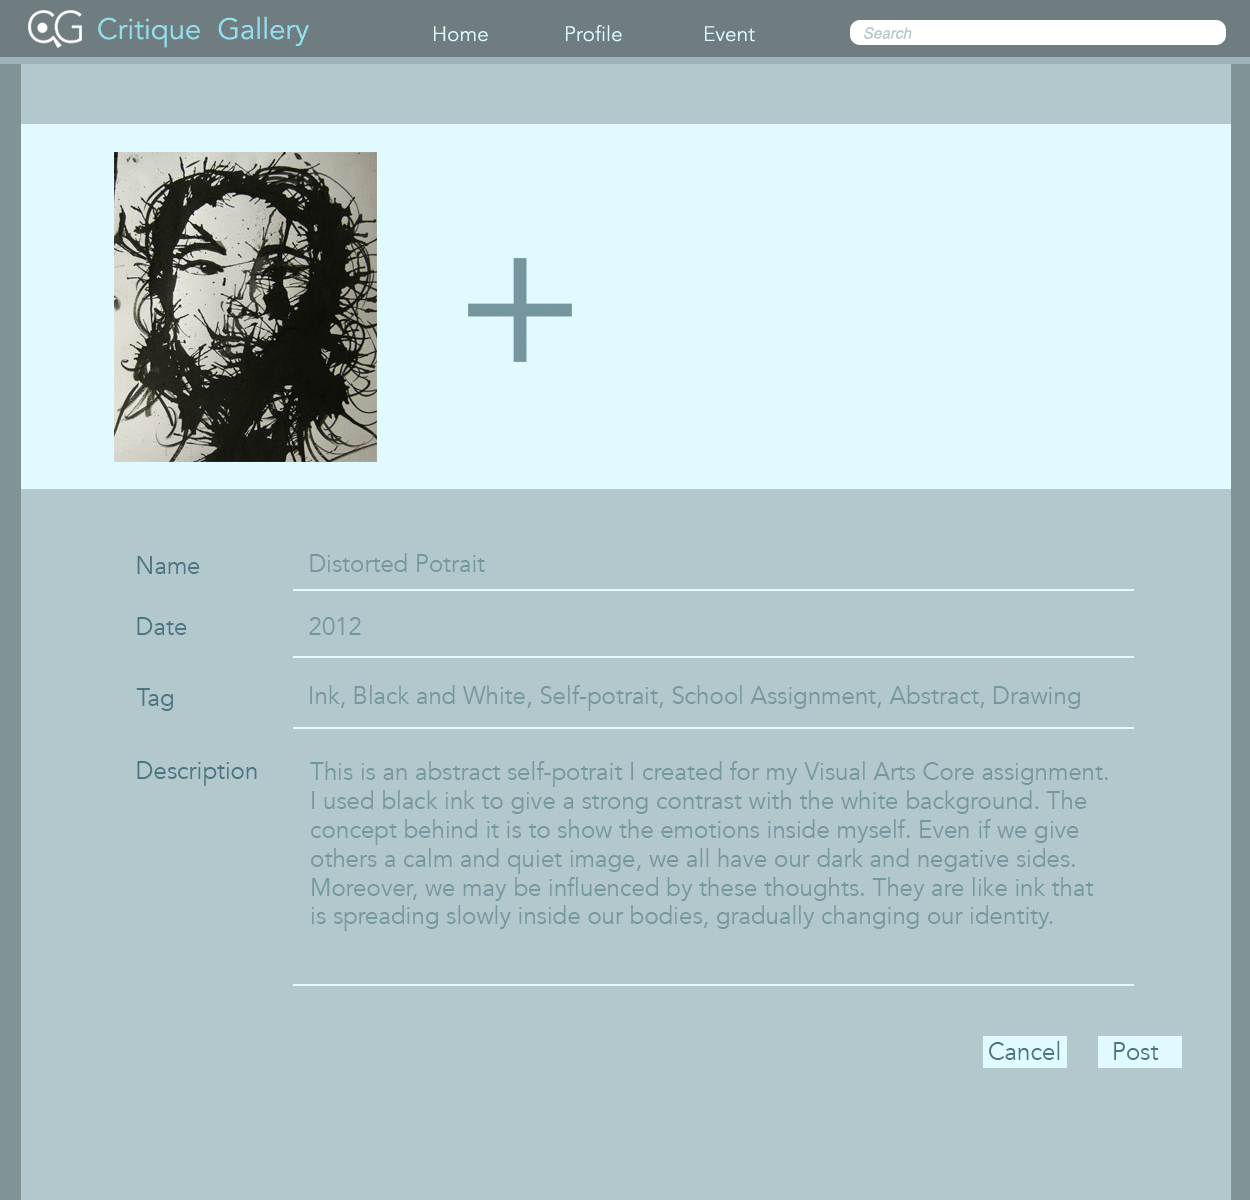 CG Critique Gallery Home Profile Event Search
Name Distorted Potrait
Date 2012
Tag Ink, Black and White, Self-potrait, School Assignment, Abstract, Drawing
Description This is an abstract self-potrait I created for my Visual Arts Core assignment.
I used black ink to give a strong contrast with the white background. The
concept behind it is to show the emotions inside myself. Even if we give
others a calm and quiet image, we all have our dark and negative sides.
Moreover, we may be influenced by these thoughts. They are like ink that
is spreading slowly inside our bodies, gradually changing our identity.
Cancel Post